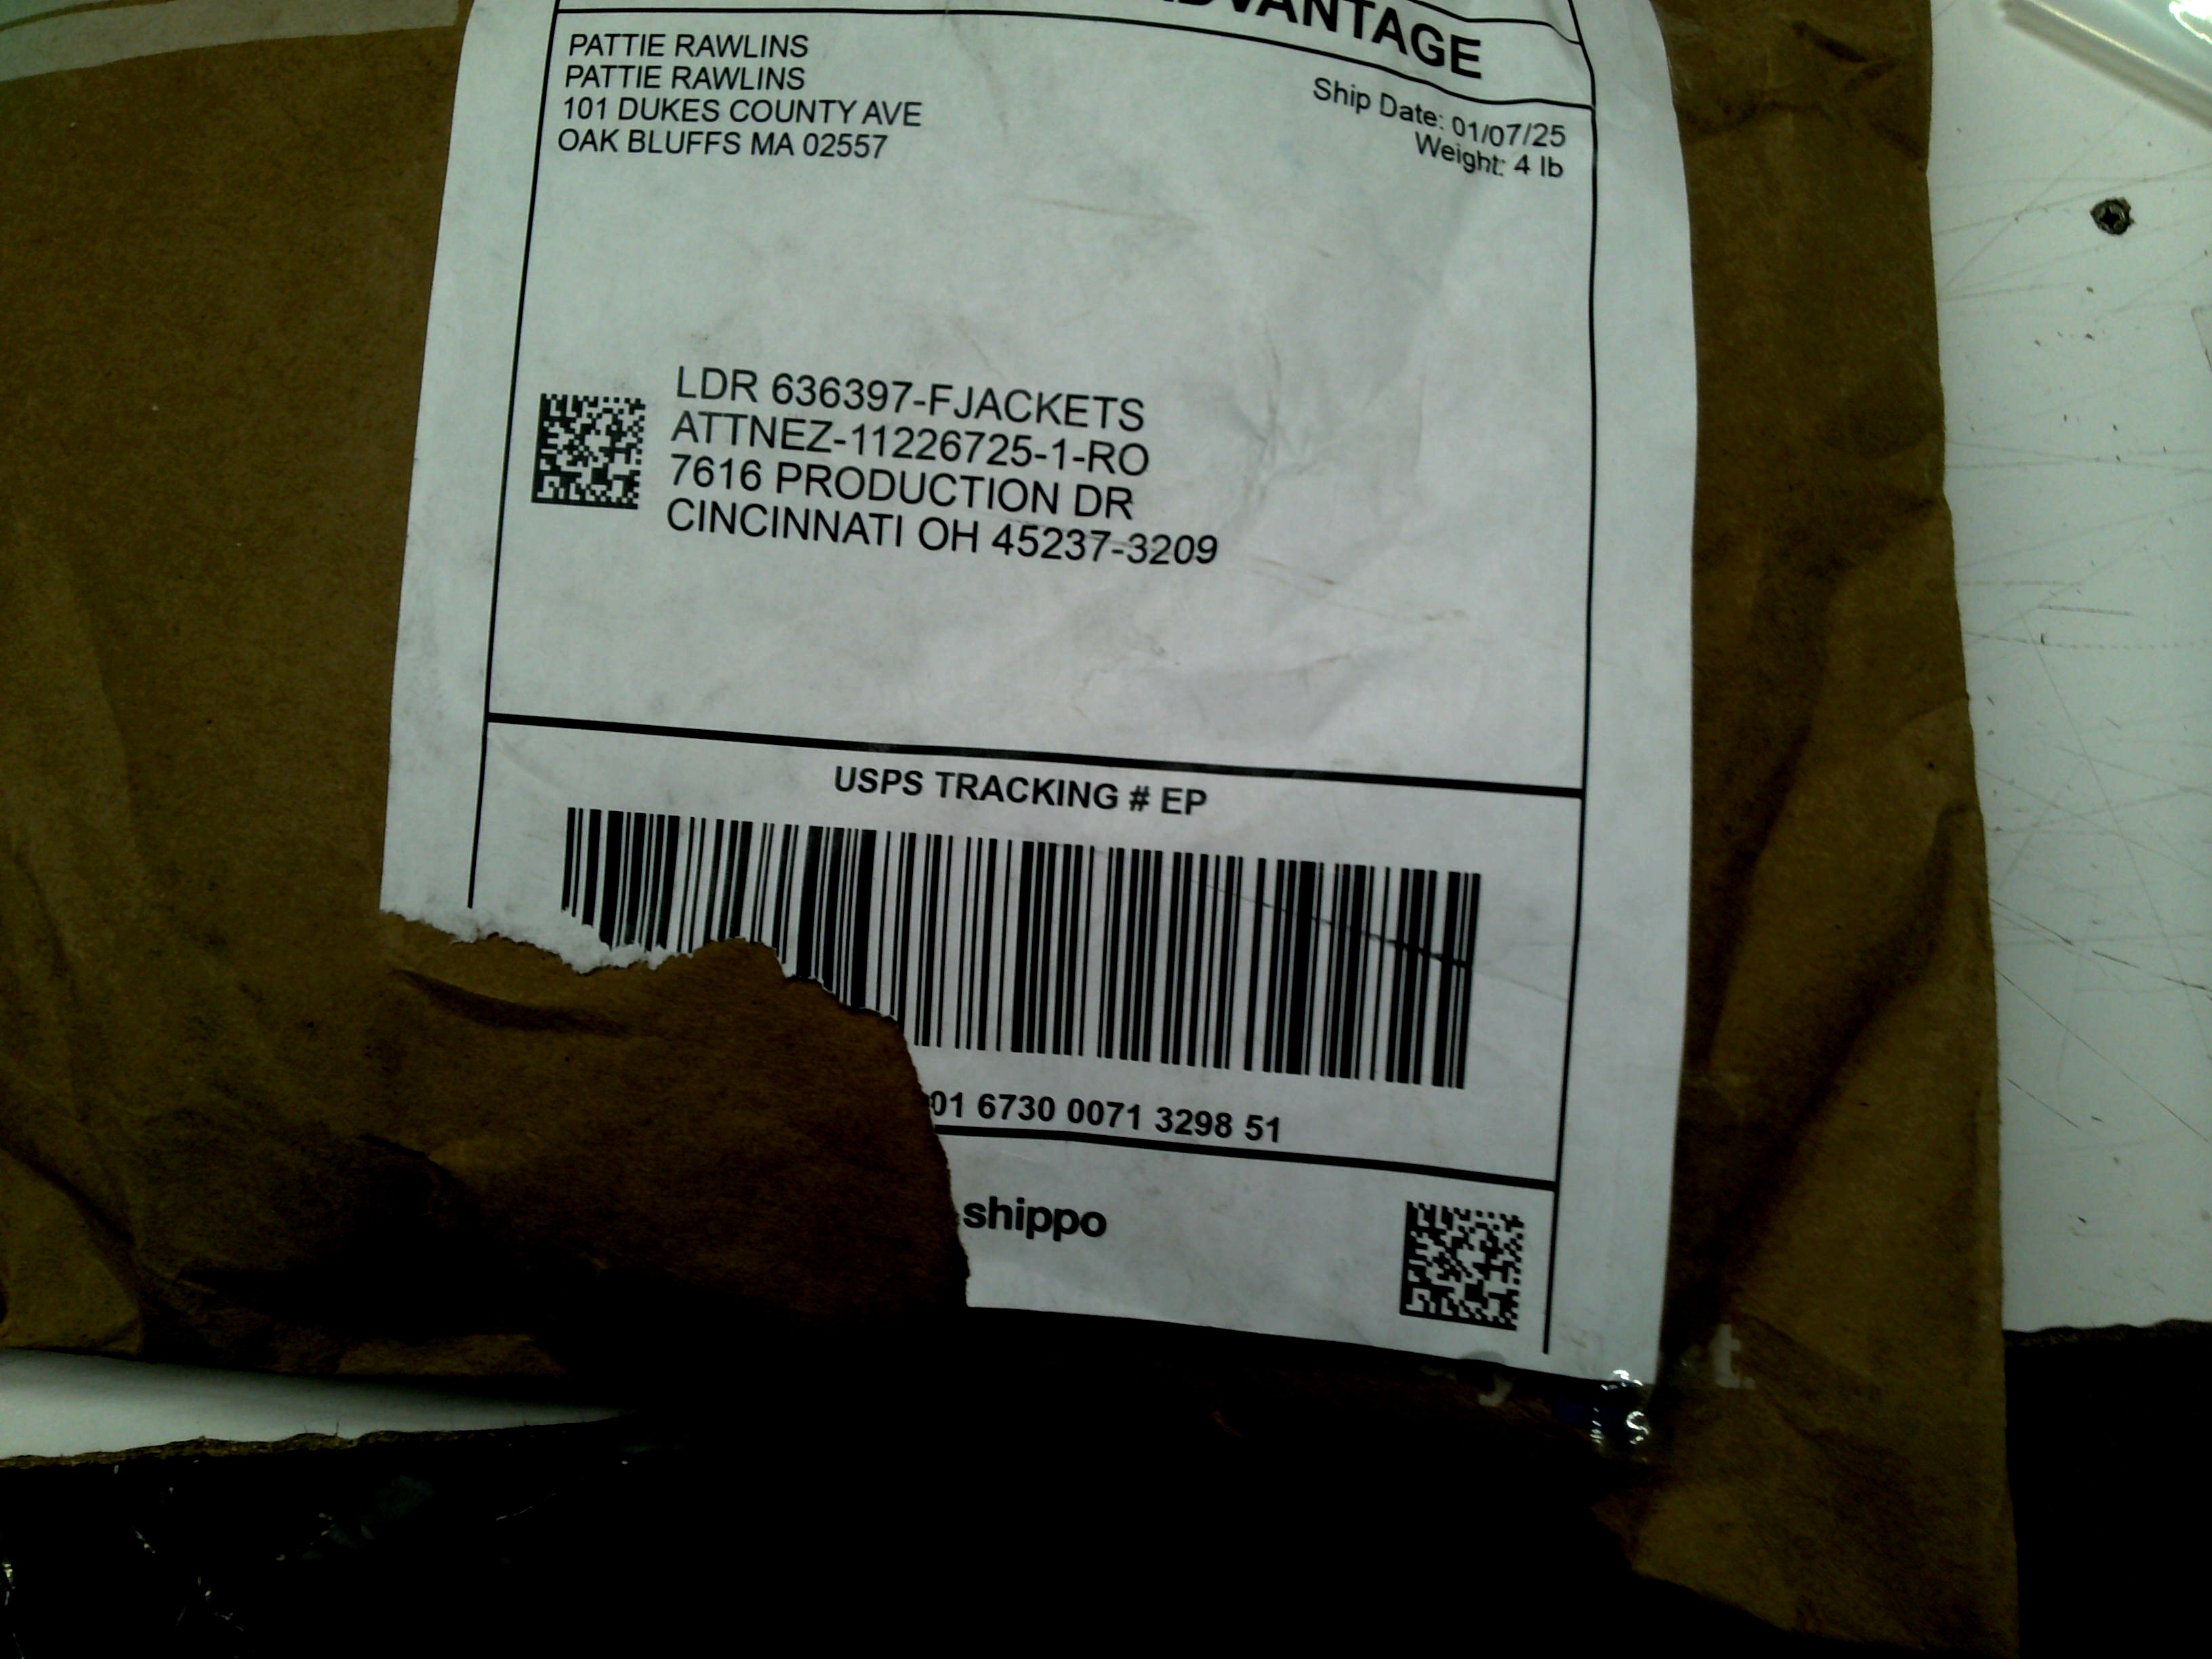 ADVANTAGE
PATTIE RAWLINS
PATTIE RAWLINS
101 DUKES COUNTY AVE
OAK BLUFFS MA 02557
Ship Date: 01/07/25
Weight: 4 lb
LDR 636397-FJACKETS
ATTNEZ-11226725-1-RO
7616 PRODUCTION DR
CINCINNATI OH 45237-3209
USPS TRACKING # EP
01 6730 0071 3298 51
shippo